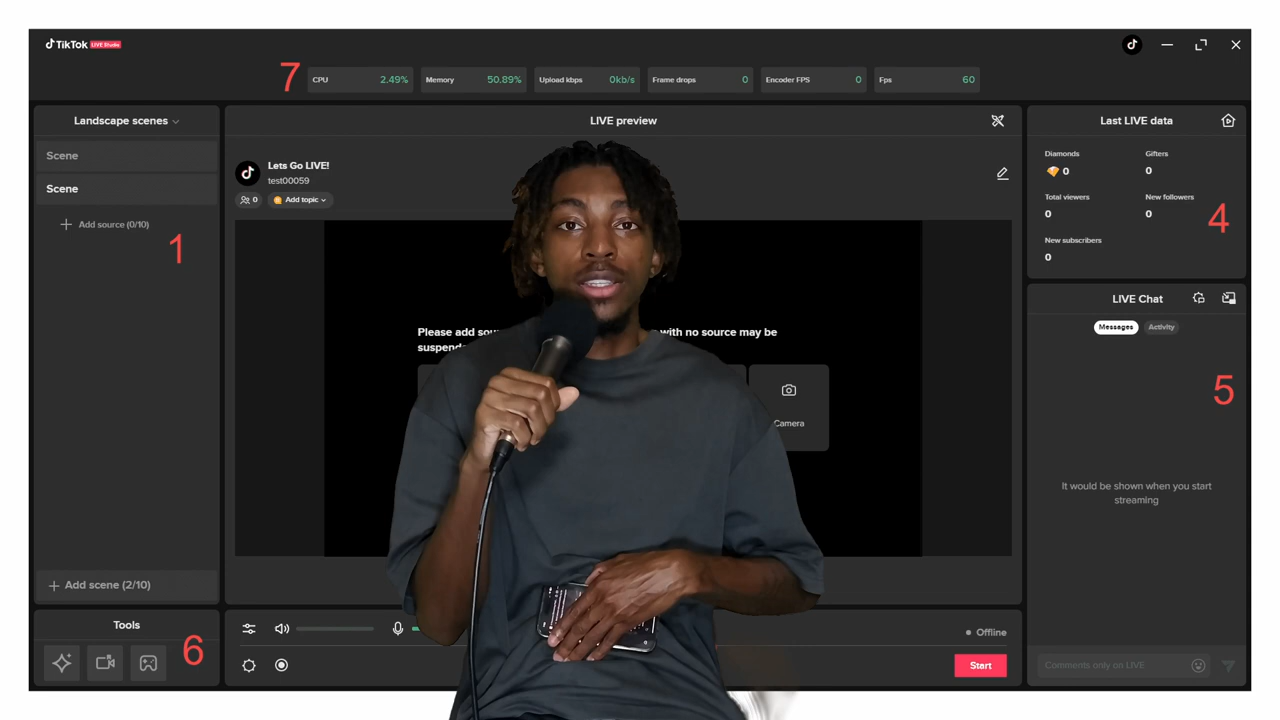 TikTok LIVE Studio
7
CPU 2.49%
Memory 50.89%
Upload kbps 0kb/s
Frame drops 0
Encoder FPS 0
Fps 60
Landscape scenes
Scene
Scene
Add source (0/10)
1
Add scene (2/10)
Tools
6
LIVE preview
Lets Go LIVE!
test00059
0
Add topic
Please add sou with no source may be
suspend
Camera
Offline
Start
Last LIVE data
Diamonds Gifters
0 0
Total viewers New followers
0 0
4
New subscribers
0
LIVE Chat
Messages Activity
5
It would be shown when you start
streaming
Comments only on LIVE